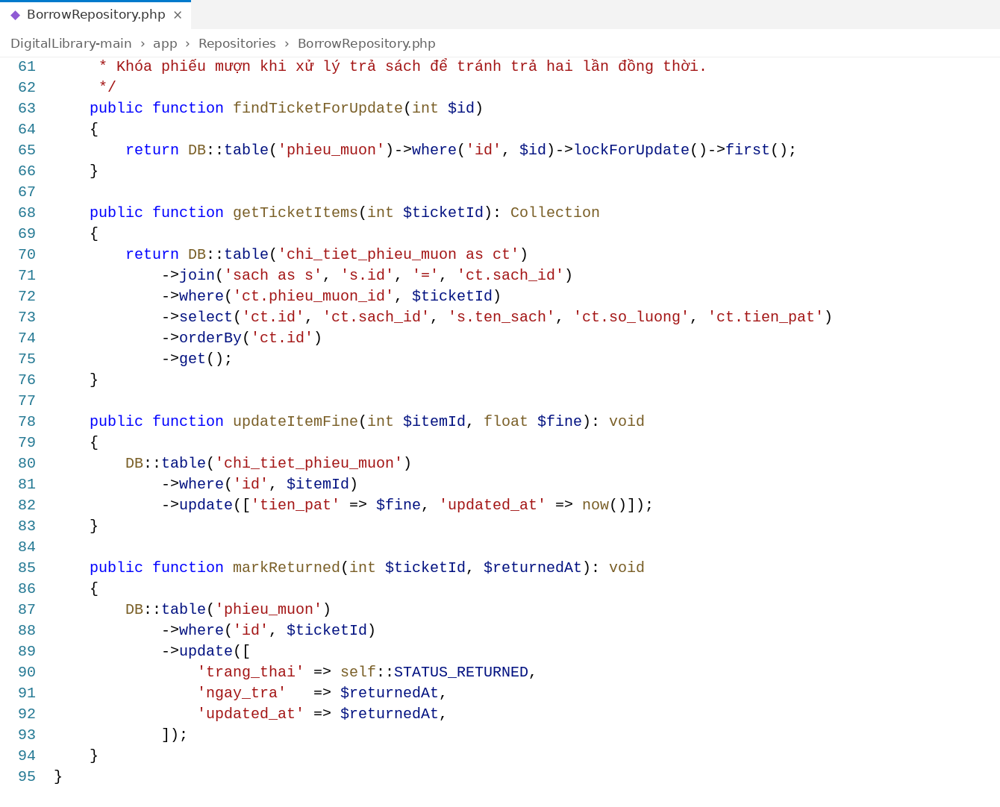 BorrowRepository.php ×
DigitalLibrary-main › app › Repositories › BorrowRepository.php
61      * Khóa phiếu mượn khi xử lý trả sách để tránh trả hai lần đồng thời.
62      */
63     public function findTicketForUpdate(int $id)
64     {
65         return DB::table('phieu_muon')->where('id', $id)->lockForUpdate()->first();
66     }
67
68     public function getTicketItems(int $ticketId): Collection
69     {
70         return DB::table('chi_tiet_phieu_muon as ct')
71             ->join('sach as s', 's.id', '=', 'ct.sach_id')
72             ->where('ct.phieu_muon_id', $ticketId)
73             ->select('ct.id', 'ct.sach_id', 's.ten_sach', 'ct.so_luong', 'ct.tien_pat')
74             ->orderBy('ct.id')
75             ->get();
76     }
77
78     public function updateItemFine(int $itemId, float $fine): void
79     {
80         DB::table('chi_tiet_phieu_muon')
81             ->where('id', $itemId)
82             ->update(['tien_pat' => $fine, 'updated_at' => now()]);
83     }
84
85     public function markReturned(int $ticketId, $returnedAt): void
86     {
87         DB::table('phieu_muon')
88             ->where('id', $ticketId)
89             ->update([
90                 'trang_thai' => self::STATUS_RETURNED,
91                 'ngay_tra'   => $returnedAt,
92                 'updated_at' => $returnedAt,
93             ]);
94     }
95 }